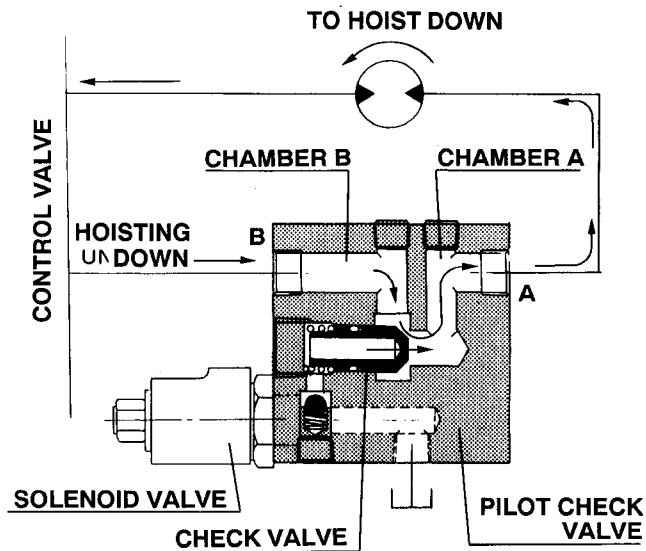 TO HOIST DOWN
CONTROL VALVE
CHAMBER B
CHAMBER A
HOISTING
DOWN
B
A
SOLENOID VALVE
CHECK VALVE
PILOT CHECK
VALVE